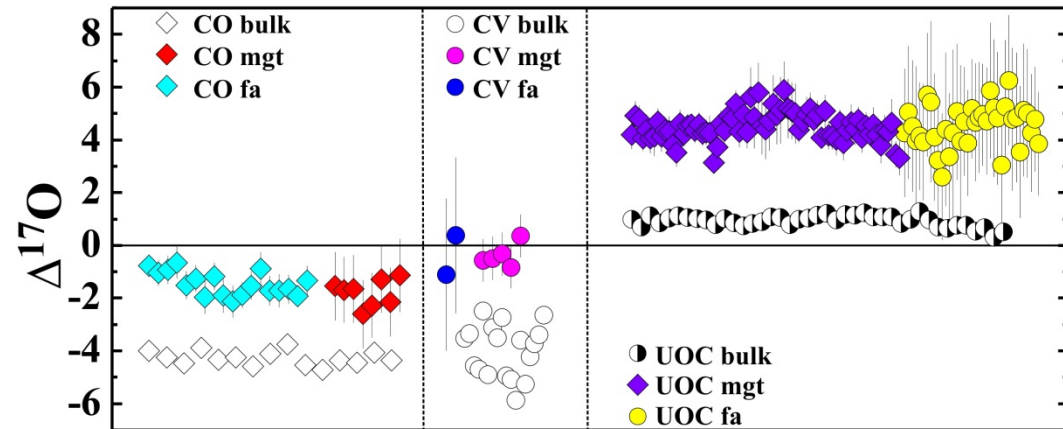 CO bulk
CO mgt
CO fa
CV bulk
CV mgt
CV fa
UOC bulk
UOC mgt
UOC fa
Δ¹⁷O
8
6
4
2
0
-2
-4
-6